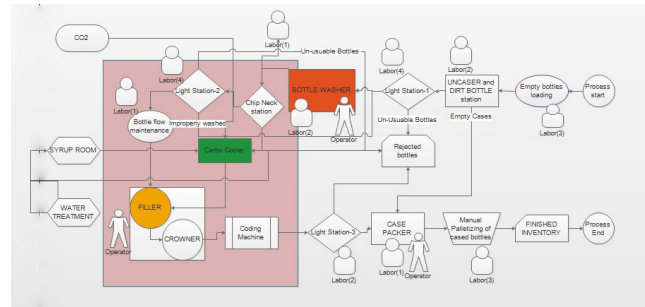 CO2
Labor(1)
Un-usuable Bottles
Labor(4)
Labor(1)
Light Station-2
Chip Neck
station
BOTTLE WASHER
Labor(4)
Light Station-1
Labor(2)
UNCASER and
DIRT BOTTLE
station
Empty bottles
loading
Process
start
Bottle flow
maintenance
Improperly washed
Labor(2)
Operator
Un-Usuable Bottles
Empty Cases
Labor(3)
SYRUP ROOM
Carbo Cooler
Rejected
bottles
WATER
TREATMENT
FILLER
Operator
CROWNER
Coding
Machine
Light Station-3
CASE
PACKER
Manual
Palletizing of
cased bottles
FINISHED
INVENTORY
Process
End
Labor(2)
Labor(1)
Operator
Labor(3)